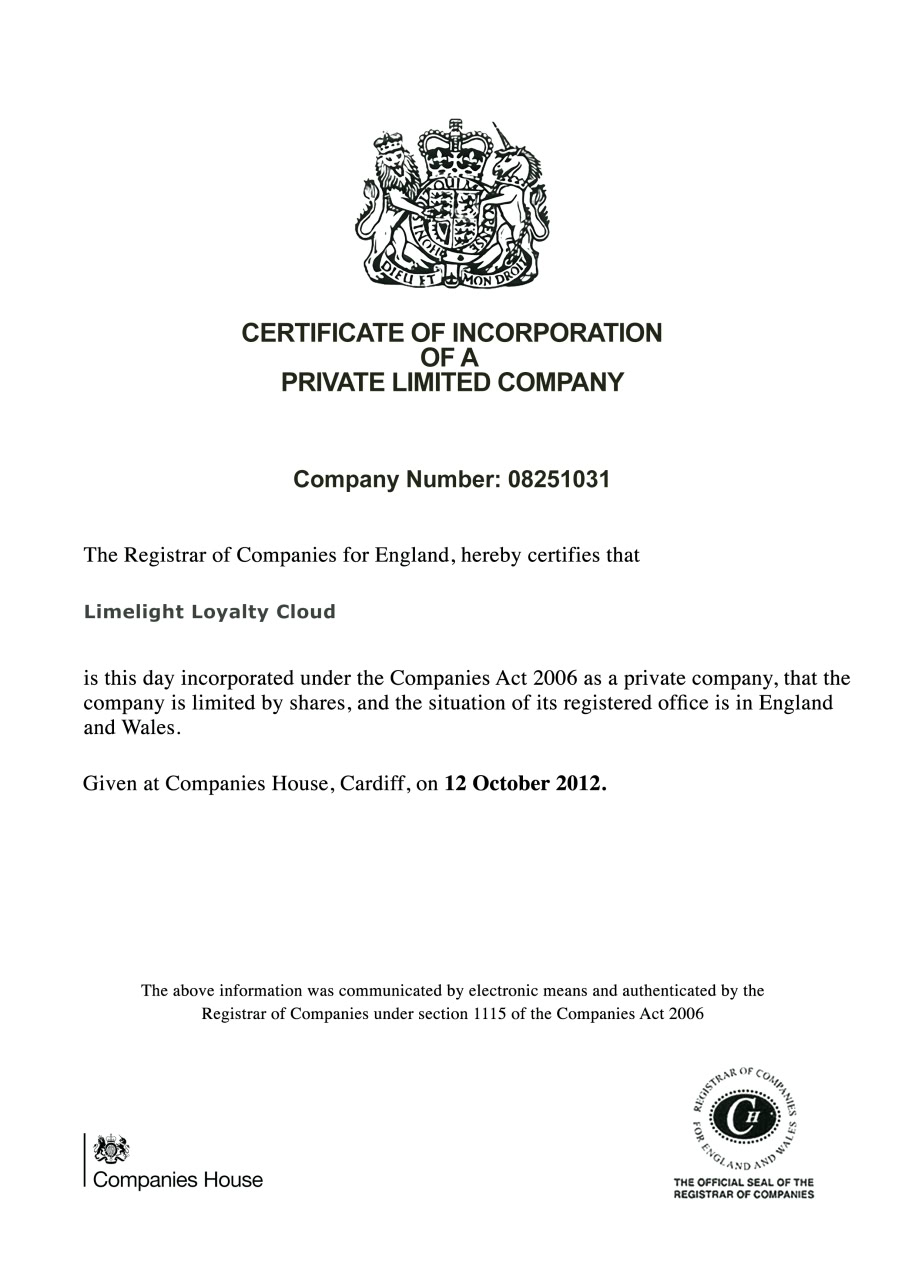 DIEU ET MON DROIT
CERTIFICATE OF INCORPORATION
OF A
PRIVATE LIMITED COMPANY
Company Number: 08251031
The Registrar of Companies for England, hereby certifies that
Limelight Loyalty Cloud
is this day incorporated under the Companies Act 2006 as a private company, that the
company is limited by shares, and the situation of its registered office is in England
and Wales.
Given at Companies House, Cardiff, on 12 October 2012.
The above information was communicated by electronic means and authenticated by the
Registrar of Companies under section 1115 of the Companies Act 2006
Companies House
REGISTRAR OF COMPANIES
FOR ENGLAND AND WALES
CH
THE OFFICIAL SEAL OF THE
REGISTRAR OF COMPANIES